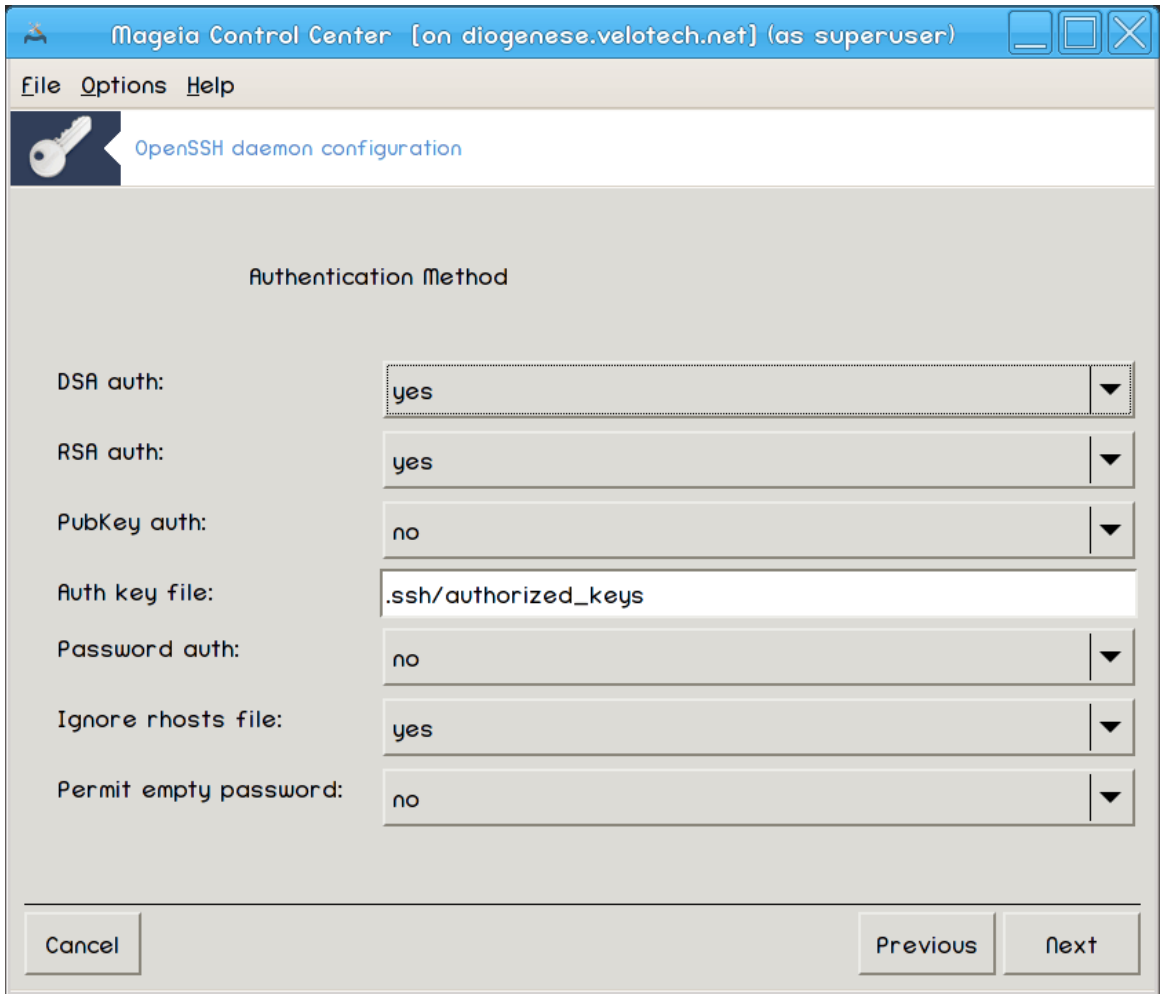 Mageia Control Center [on diogenese.velotech.net] (as superuser)
File Options Help
OpenSSH daemon configuration
Authentication Method
DSA auth: yes
RSA auth: yes
PubKey auth: no
Auth key file: .ssh/authorized_keys
Password auth: no
Ignore rhosts file: yes
Permit empty password: no
Cancel Previous Next